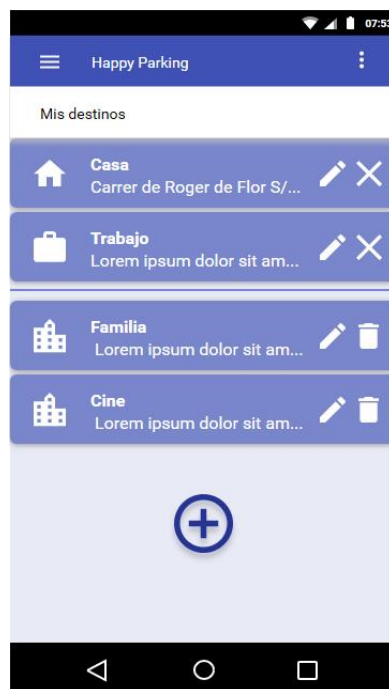 07:53
Happy Parking
Mis destinos
Casa
Carrer de Roger de Flor S/...
Trabajo
Lorem ipsum dolor sit am...
Familia
Lorem ipsum dolor sit am...
Cine
Lorem ipsum dolor sit am...